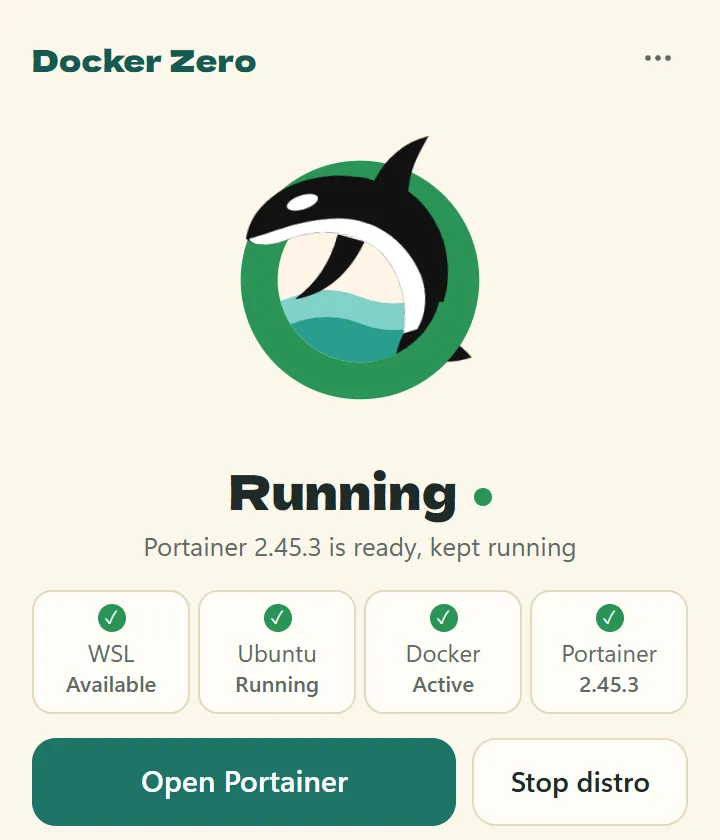 Docker Zero
Running
Portainer 2.45.3 is ready, kept running
WSL
Available
Ubuntu
Running
Docker
Active
Portainer
2.45.3
Open Portainer
Stop distro